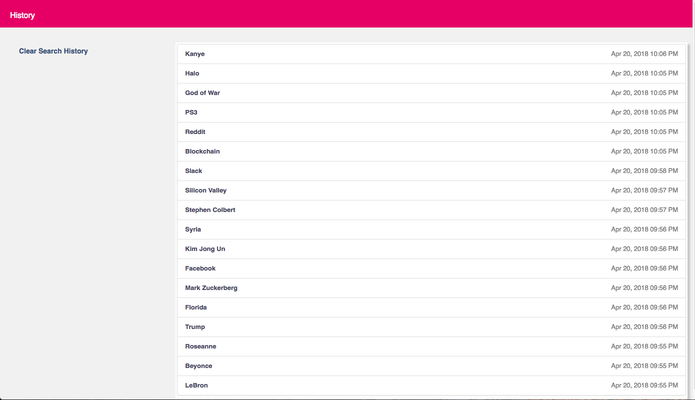 History
Clear Search History
Kanye Apr 20, 2018 10:06 PM
Halo Apr 20, 2018 10:05 PM
God of War Apr 20, 2018 10:05 PM
PS3 Apr 20, 2018 10:05 PM
Reddit Apr 20, 2018 10:05 PM
Blockchain Apr 20, 2018 10:05 PM
Slack Apr 20, 2018 09:58 PM
Silicon Valley Apr 20, 2018 09:57 PM
Stephen Colbert Apr 20, 2018 09:57 PM
Syria Apr 20, 2018 09:56 PM
Kim Jong Un Apr 20, 2018 09:56 PM
Facebook Apr 20, 2018 09:56 PM
Mark Zuckerberg Apr 20, 2018 09:56 PM
Florida Apr 20, 2018 09:56 PM
Trump Apr 20, 2018 09:56 PM
Roseanne Apr 20, 2018 09:55 PM
Beyonce Apr 20, 2018 09:55 PM
LeBron Apr 20, 2018 09:55 PM